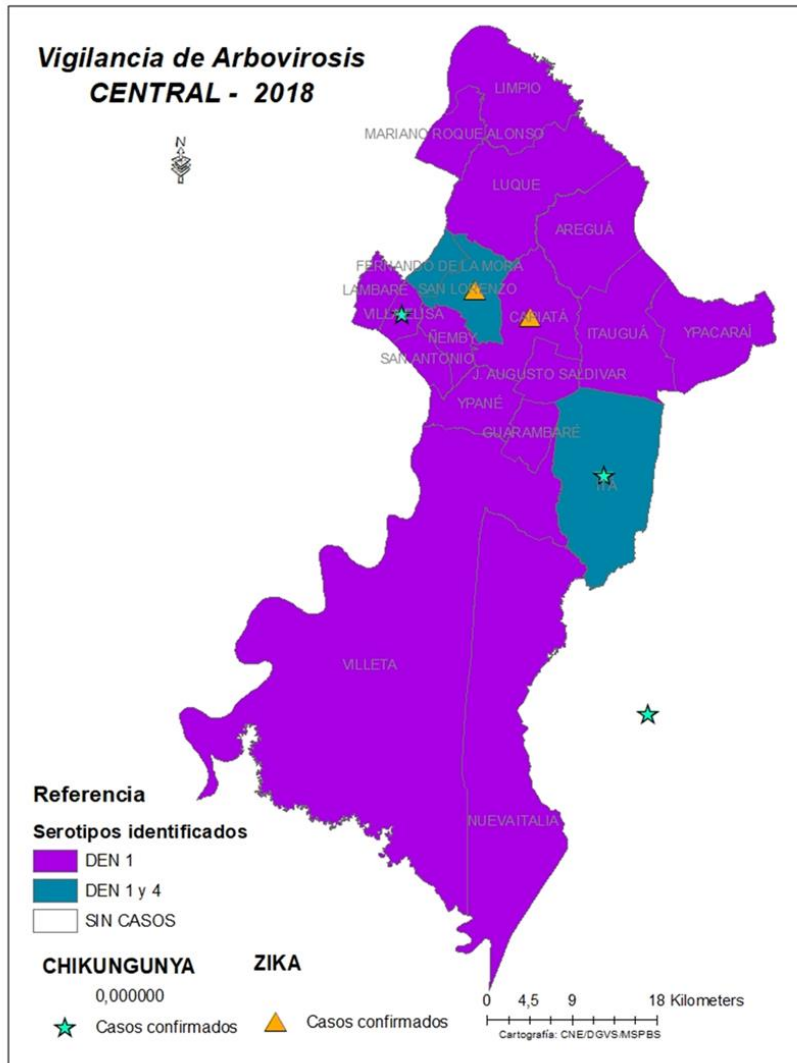 Vigilancia de Arbovirosis
CENTRAL - 2018
N
LIMPIO
MARIANO ROQUE ALONSO
LUQUE
AREGUÁ
FERNANDO DE LA MORA
LAMBARÉ
SAN LORENZO
VILLA ELISA
CAPIATÁ
ITAUGUÁ
YPACARAÍ
ÑEMBY
SAN ANTONIO
J. AUGUSTO SALDIVAR
YPANÉ
GUARAMBARÉ
ITA
VILLETA
NUEVA ITALIA
Referencia
Serotipos identificados
DEN 1
DEN 1 y 4
SIN CASOS
CHIKUNGUNYA
ZIKA
0,000000
Casos confirmados
Casos confirmados
0 4,5 9 18 Kilometers
Cartografía: CNE/DGVS/MSPBS